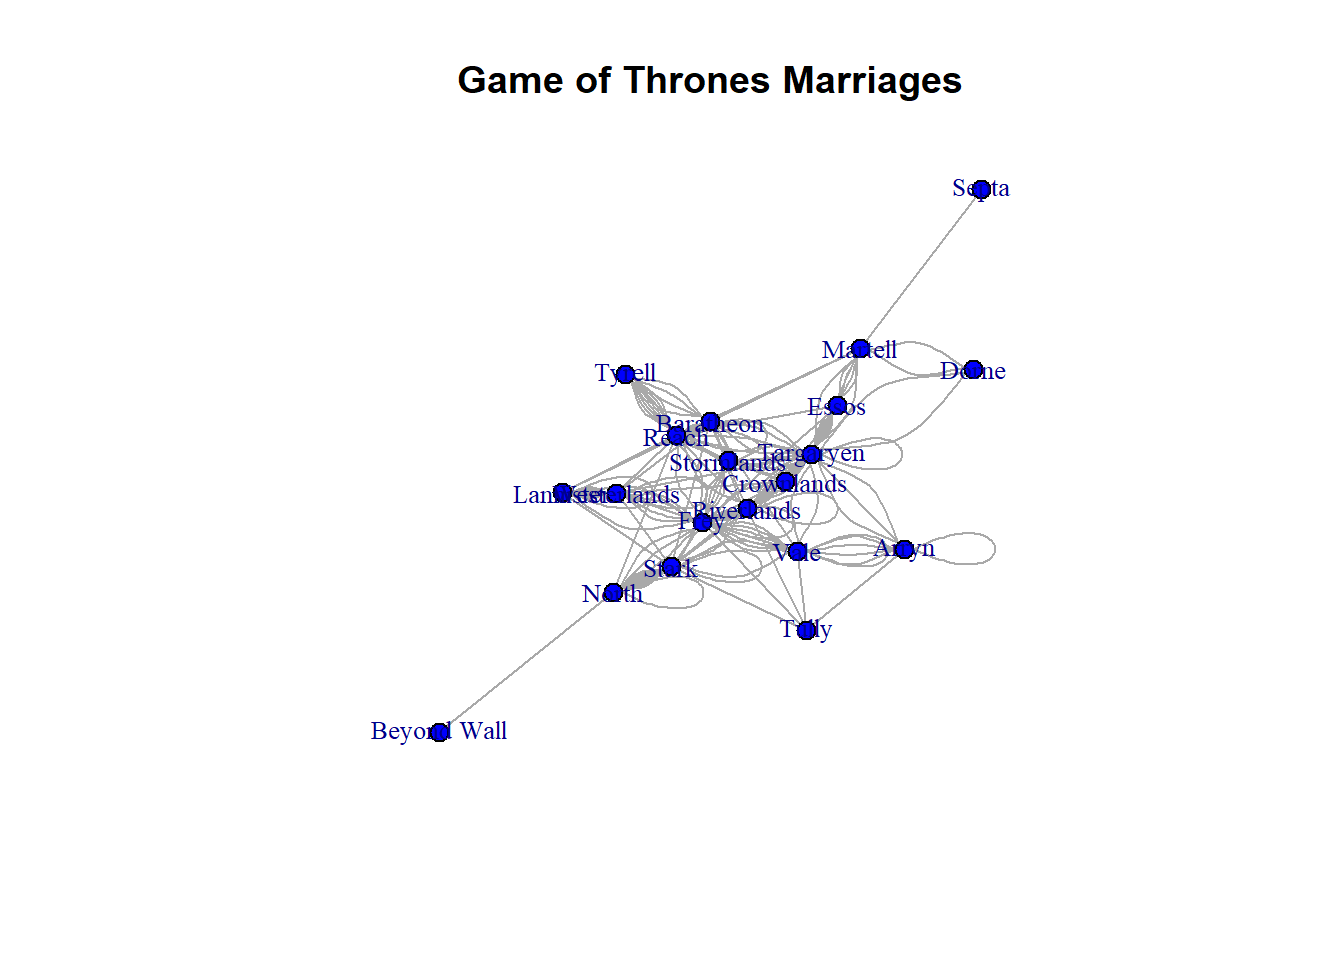 Game of Thrones Marriages
Septa
Martell
Dorne
Tyrell
Essos
Baratheon
Reach
Targaryen
Stormlands
Crownlands
Lannister
Westerlands
Riverlands
Frey
Vale
Arryn
Stark
North
Tully
Beyond Wall